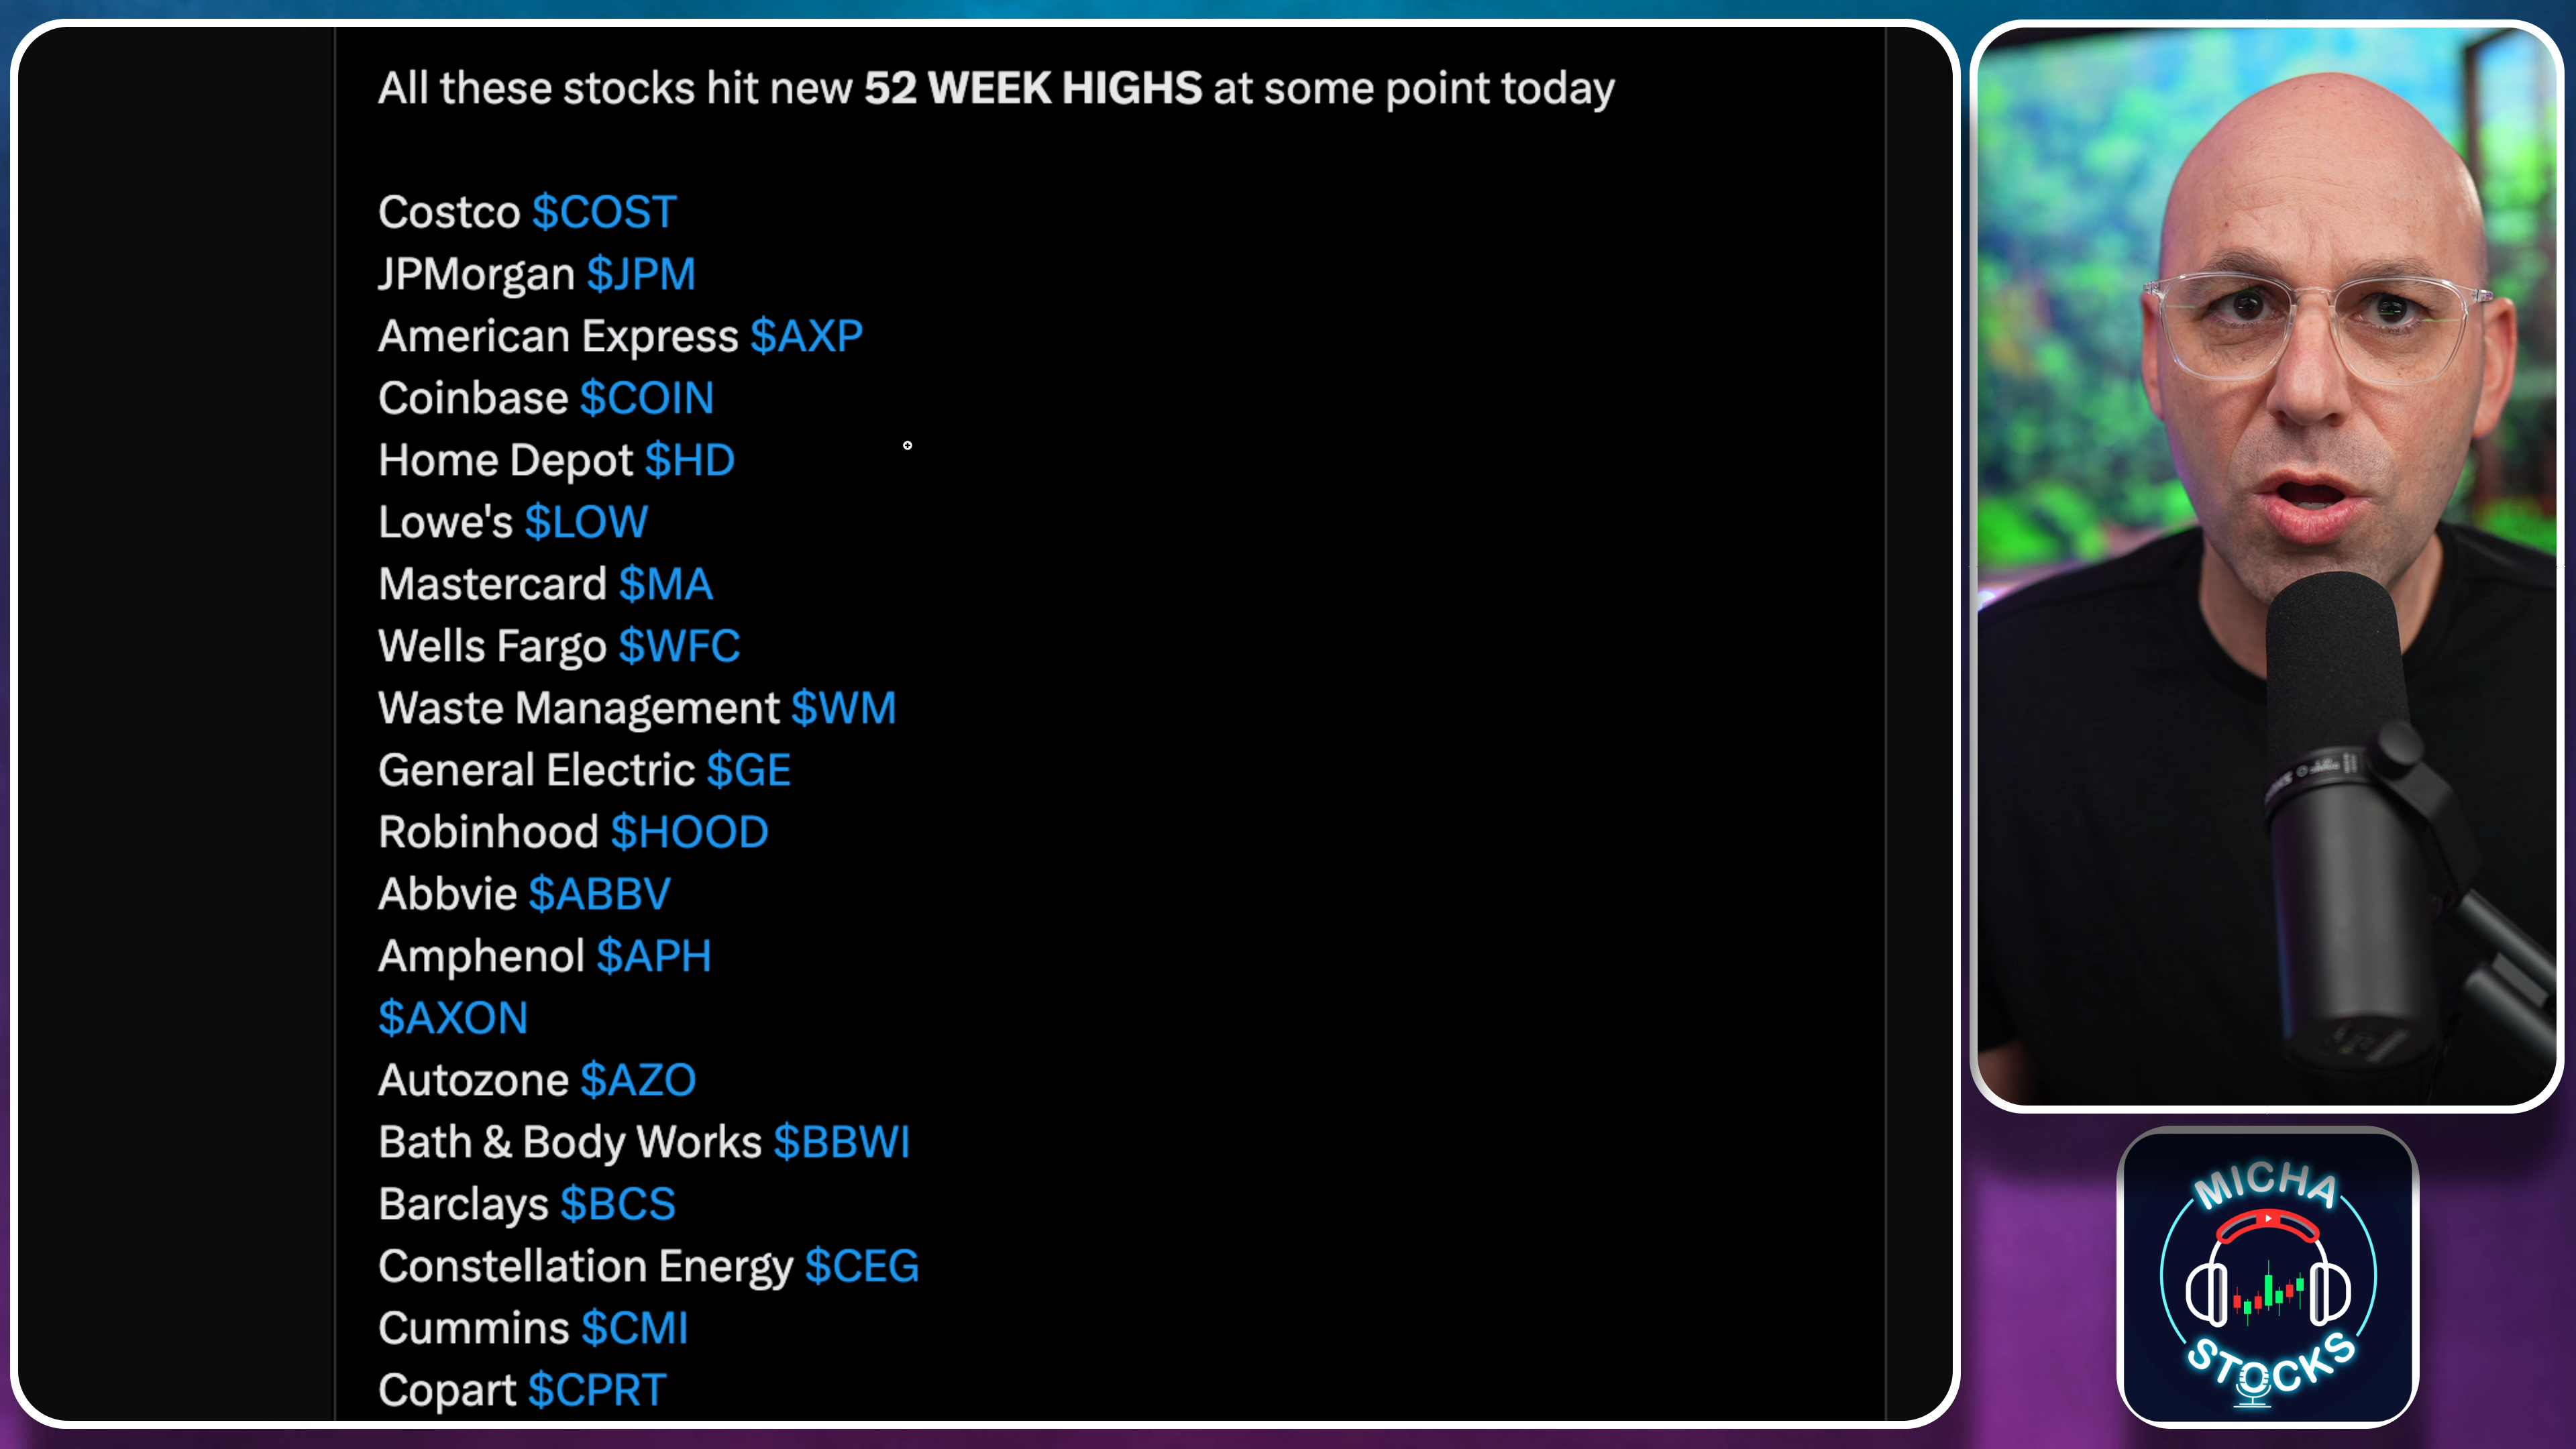 All these stocks hit new 52 WEEK HIGHS at some point today
Costco $COST
JPMorgan $JPM
American Express $AXP
Coinbase $COIN
Home Depot $HD
Lowe's $LOW
Mastercard $MA
Wells Fargo $WFC
Waste Management $WM
General Electric $GE
Robinhood $HOOD
Abbvie $ABBV
Amphenol $APH
$AXON
Autozone $AZO
Bath & Body Works $BBWI
Barclays $BCS
Constellation Energy $CEG
Cummins $CMI
Copart $CPRT
MICHA
STOCKS